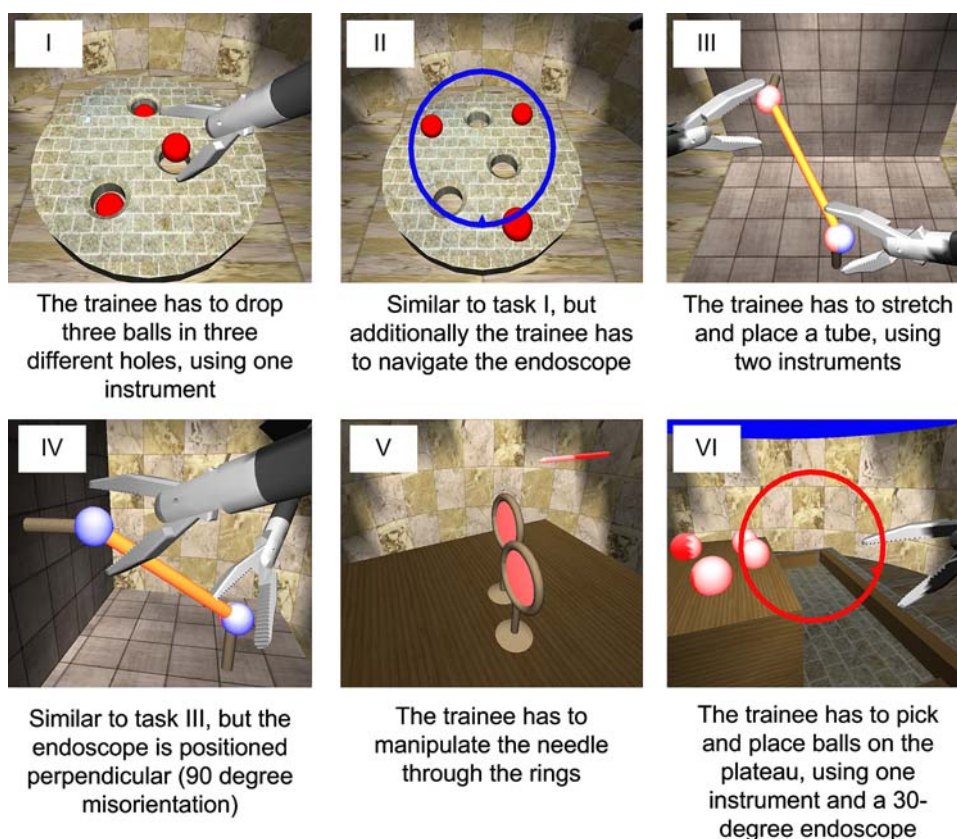 I
II
III
The trainee has to drop
three balls in three
different holes, using one
instrument
Similar to task I, but
additionally the trainee has
to navigate the endoscope
The trainee has to stretch
and place a tube, using
two instruments
IV
V
VI
Similar to task III, but the
endoscope is positioned
perpendicular (90 degree
misorientation)
The trainee has to
manipulate the needle
through the rings
The trainee has to pick
and place balls on the
plateau, using one
instrument and a 30-
degree endoscope